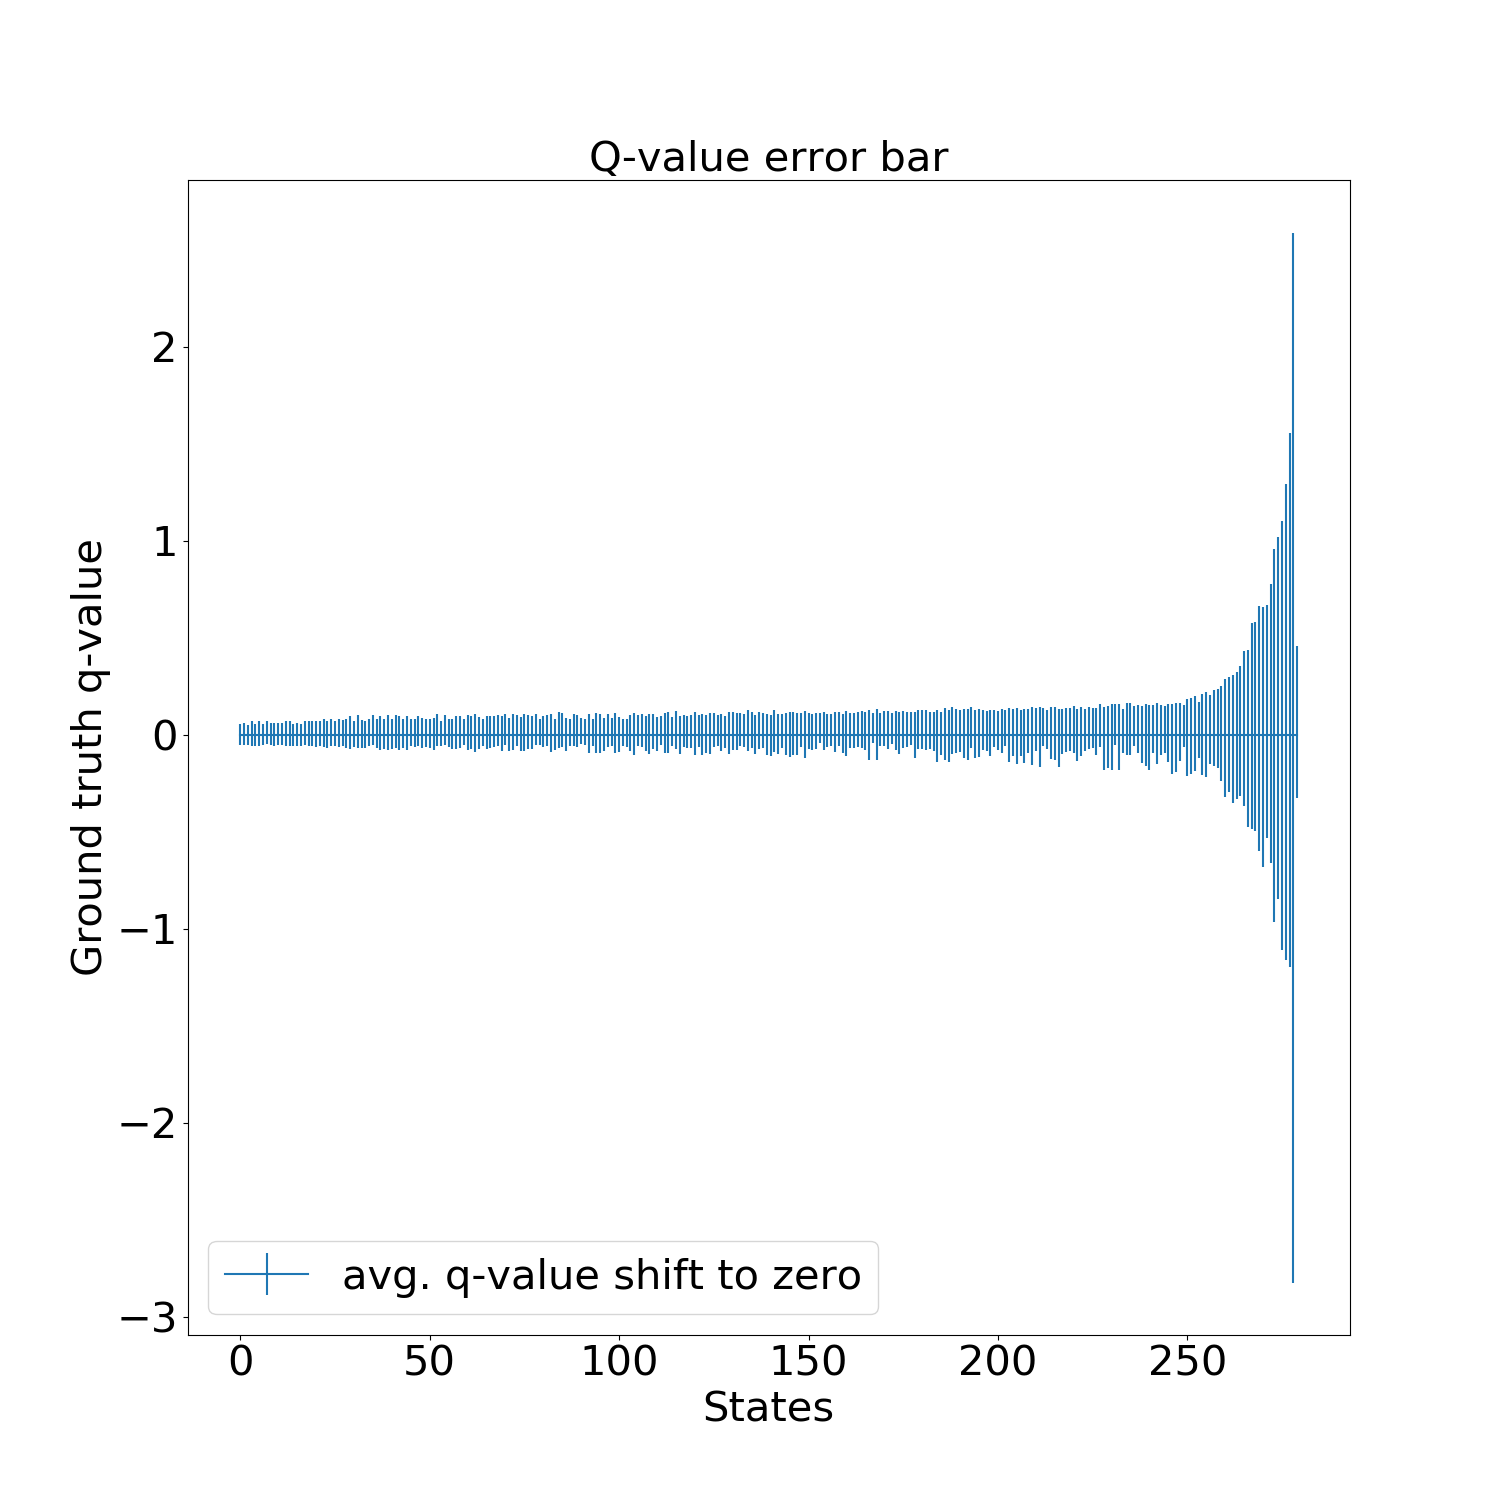 Q-value error bar
Ground truth q-value
2
1
0
−1
−2
−3
avg. q-value shift to zero
0 50 100 150 200 250
States